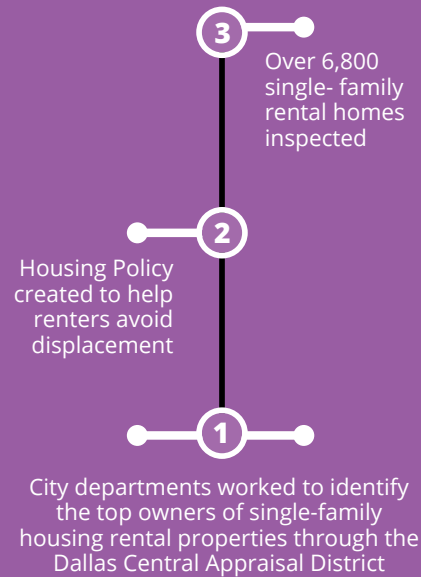 3
Over 6,800
single- family
rental homes
inspected
2
Housing Policy
created to help
renters avoid
displacement
1
City departments worked to identify
the top owners of single-family
housing rental properties through the
Dallas Central Appraisal District